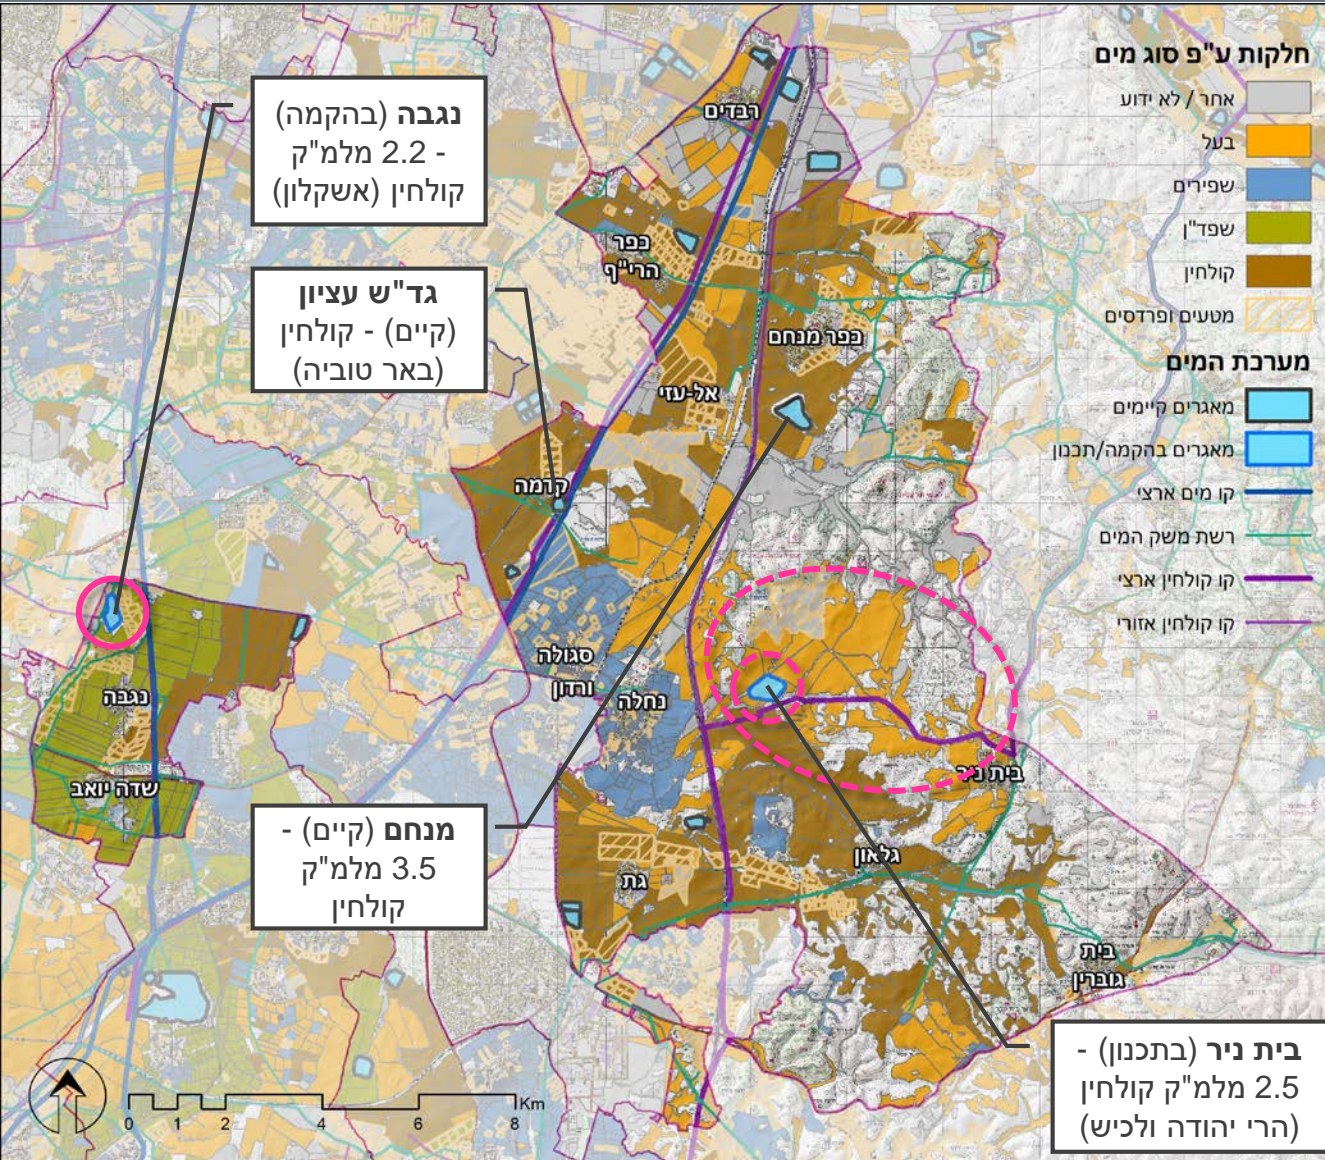 חלקות ע"פ סוג מים
אחר / לא ידוע
בעל
שפירים
שפד"ן
קולחין
מטעים ופרדסים
מערכת המים
מאגרים קיימים
מאגרים בהקמה/תכנון
קו מים ארצי
רשת משק המים
קו קולחין ארצי
קו קולחין אזורי
נגבה (בהקמה)
- 2.2 מלמ"ק
קולחין (אשקלון)
גד"ש עציון
(קיים) - קולחין
(באר טוביה)
מנחם (קיים) -
3.5 מלמ"ק
קולחין
בית ניר (בתכנון) -
2.5 מלמ"ק קולחין
(הרי יהודה ולכיש)
רבדים
כפר
הרי"ף
כפר מנחם
אל-עזי
קדמה
סגולה
ורדון
נחלה
נגבה
שדה יואב
בית ניר
גלאון
גת
בית
גוברין
0 1 2 4 6 8
Km